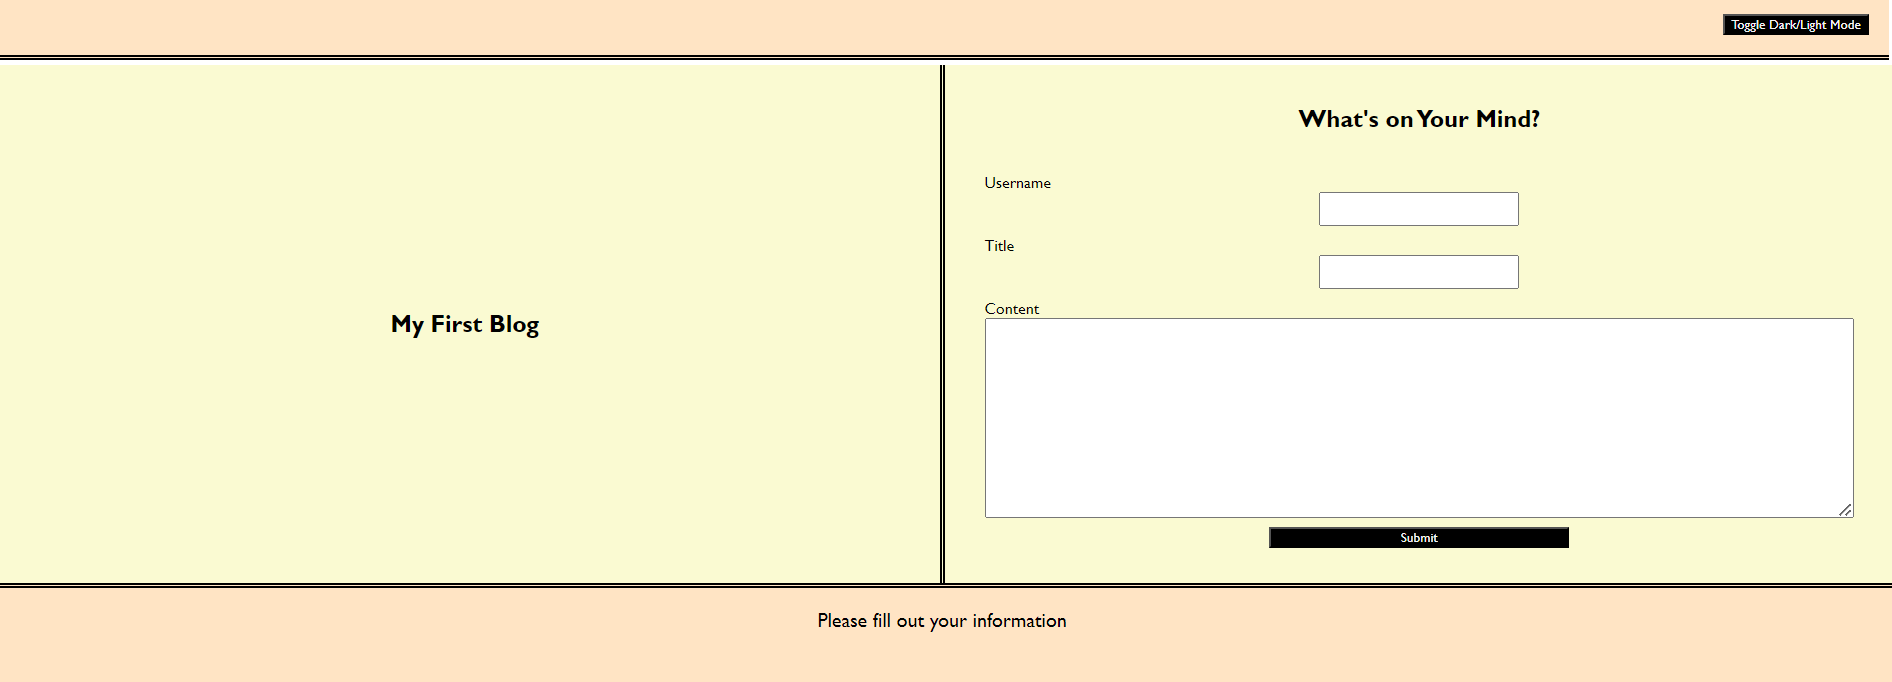 Toggle Dark/Light Mode
My First Blog
What's on Your Mind?
Username
Title
Content
Submit
Please fill out your information